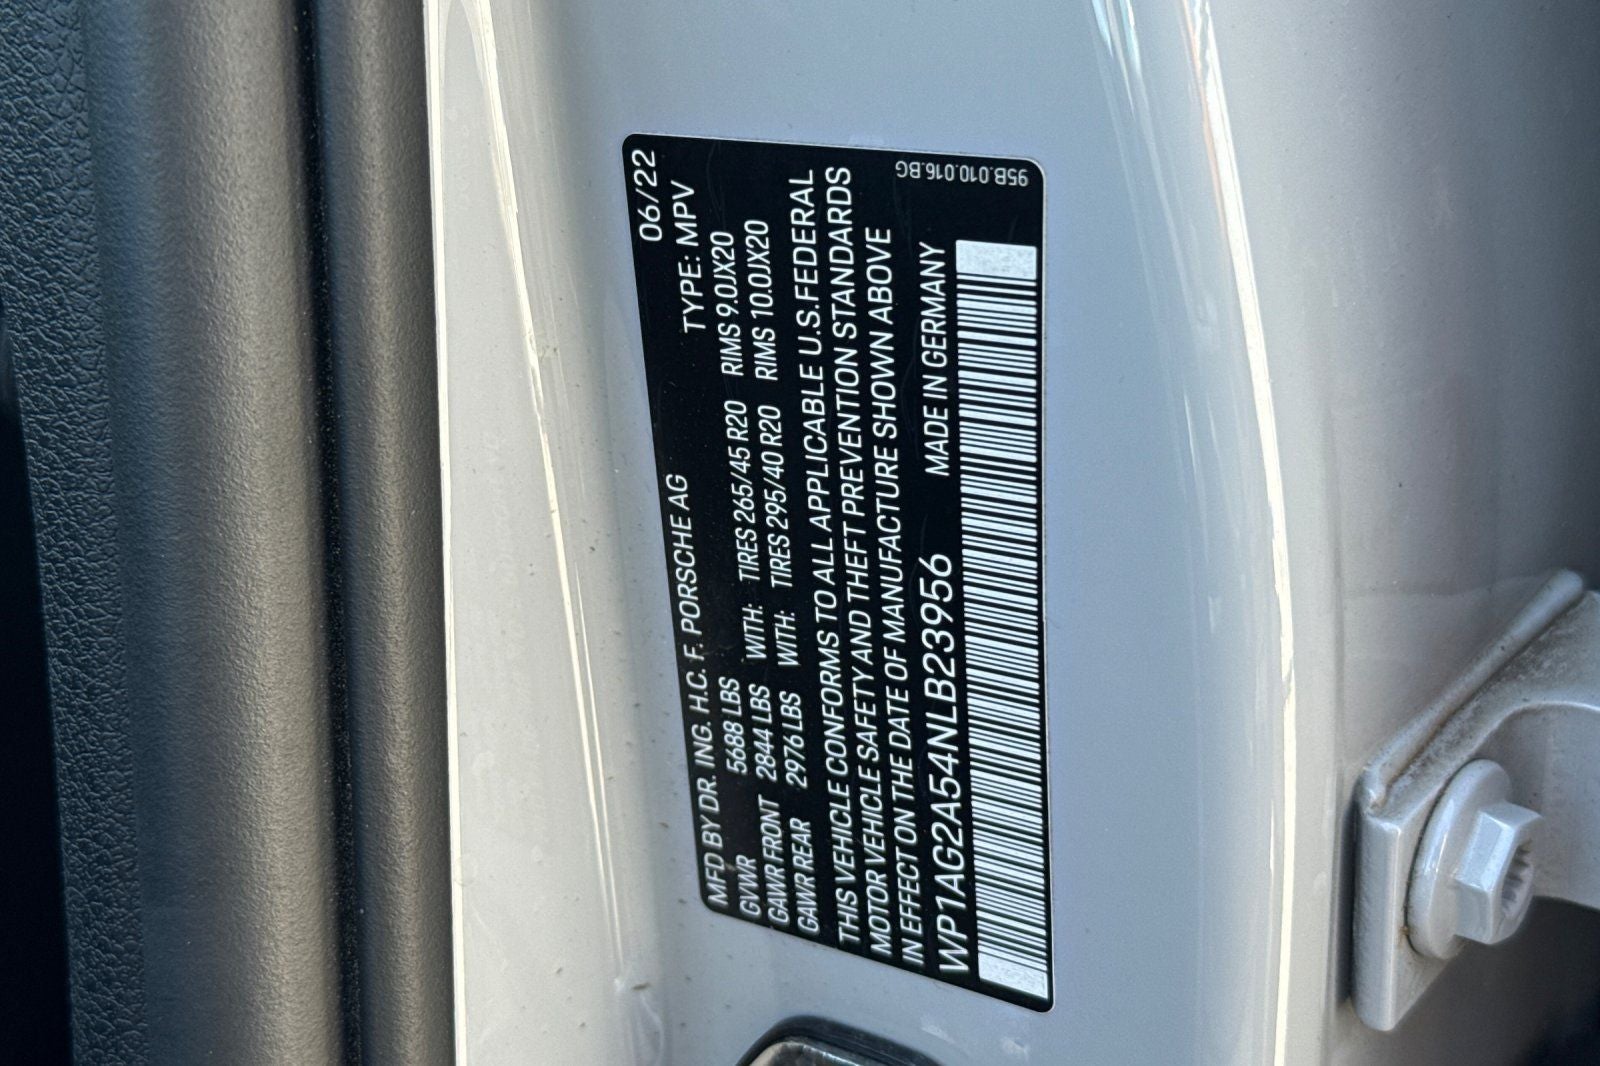 MFD BY DR. ING. H.C. F. PORSCHE AG 06/22
GVWR 5688 LBS TYPE: MPV
GAWR FRONT 2844 LBS WITH: TIRES 265/45 R20 RIMS 9.0JX20
GAWR REAR 2976 LBS WITH: TIRES 295/40 R20 RIMS 10.0JX20
THIS VEHICLE CONFORMS TO ALL APPLICABLE U.S.FEDERAL
MOTOR VEHICLE SAFETY AND THEFT PREVENTION STANDARDS
IN EFFECT ON THE DATE OF MANUFACTURE SHOWN ABOVE
WP1AG2A54NLB23956 MADE IN GERMANY
95B.010.016.BG